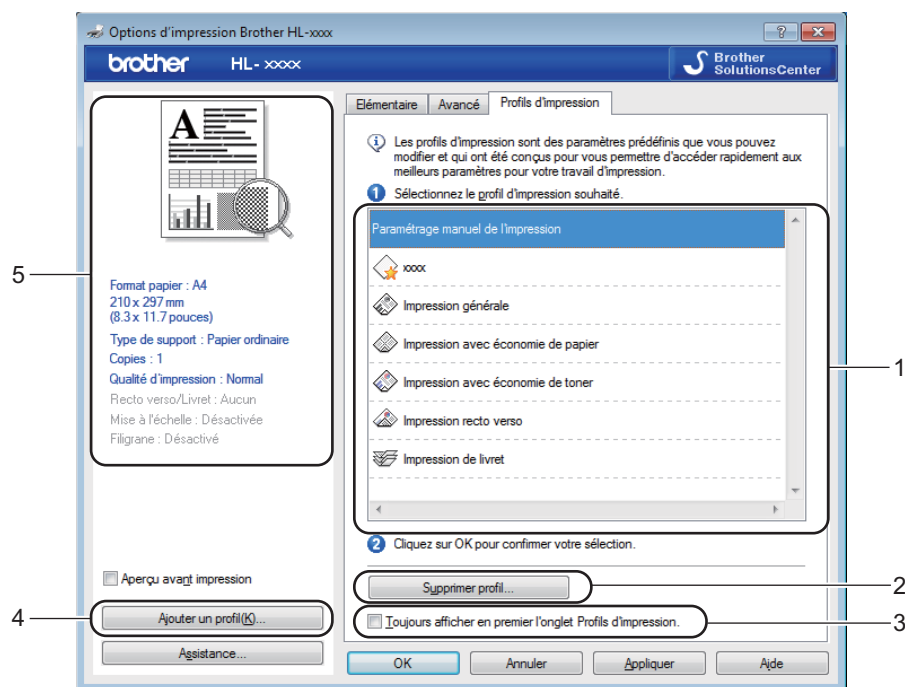 Options d'impression Brother HL-xxxx
brother HL- xxxx
Brother
SolutionsCenter
Elémentaire Avancé Profils d'impression
Les profils d'impression sont des paramètres prédéfinis que vous pouvez
modifier et qui ont été conçus pour vous permettre d'accéder rapidement aux
meilleurs paramètres pour votre travail d'impression.
1 Sélectionnez le profil d'impression souhaité.
Paramétrage manuel de l'impression
xxxx
Impression générale
Impression avec économie de papier
Impression avec économie de toner
Impression recto verso
Impression de livret
1
2 Cliquez sur OK pour confirmer votre sélection.
Supprimer profil...
2
Toujours afficher en premier l'onglet Profils d'impression.
3
A
5
Format papier : A4
210 x 297 mm
(8.3 x 11.7 pouces)
Type de support : Papier ordinaire
Copies : 1
Qualité d'impression : Normal
Recto verso/Livret : Aucun
Mise à l'échelle : Désactivée
Filigrane : Désactivé
Aperçu avant impression
4
Ajouter un profil(K)...
Assistance...
OK Annuler Appliquer Aide